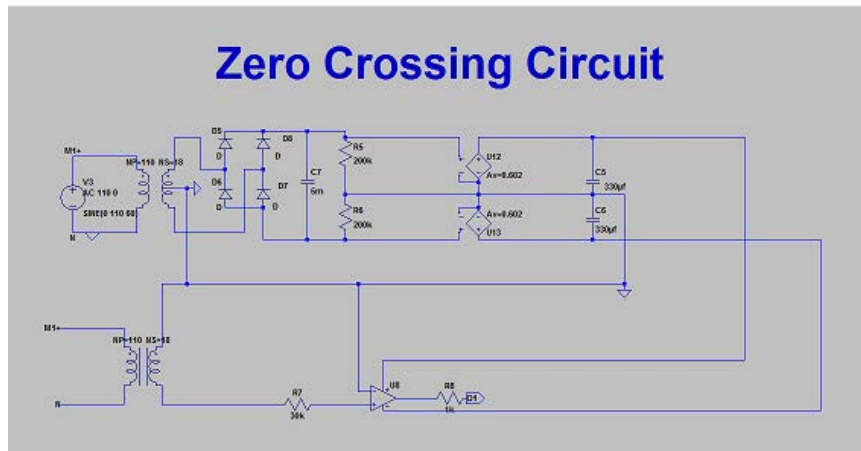 Zero Crossing Circuit
D5
D8
M1+
NP=110 NS=18
D
D
R5
200k
U12
V3
AC 110 0
D6
D7
C7
6m
Av=0.602
C5
330µf
SINE(0 110 60)
D
D
R6
200k
Av=0.602
U13
C6
330µf
N
M1+
NP=110 NS=18
N
R7
30k
U8
R8
1k
D1